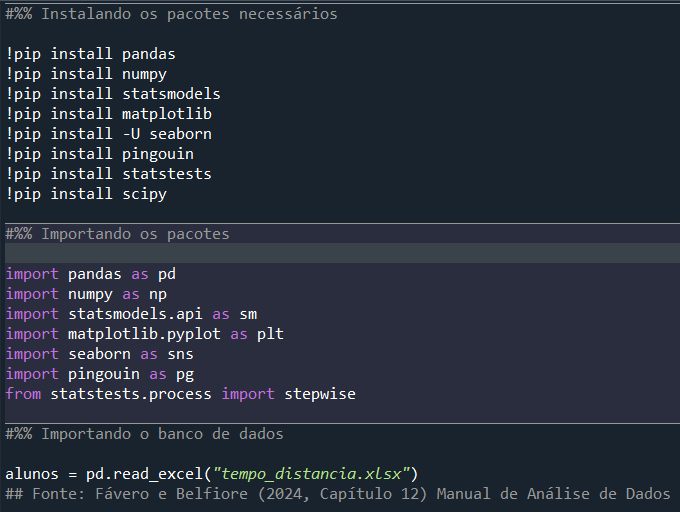 #%% Instalando os pacotes necessários
!pip install pandas
!pip install numpy
!pip install statsmodels
!pip install matplotlib
!pip install -U seaborn
!pip install pingouin
!pip install statstests
!pip install scipy
#%% Importando os pacotes
import pandas as pd
import numpy as np
import statsmodels.api as sm
import matplotlib.pyplot as plt
import seaborn as sns
import pingouin as pg
from statstests.process import stepwise
#%% Importando o banco de dados
alunos = pd.read_excel("tempo_distancia.xlsx")
## Fonte: Fávero e Belfiore (2024, Capítulo 12) Manual de Análise de Dados